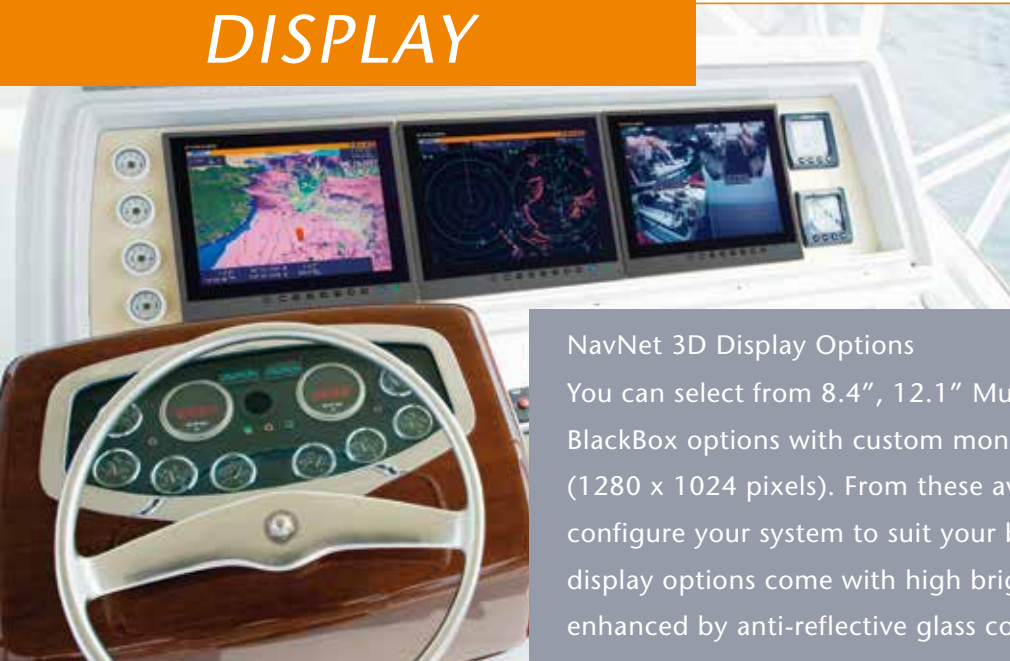 DISPLAY
NavNet 3D Display Options
You can select from 8.4”, 12.1” Mu
BlackBox options with custom mon
(1280 x 1024 pixels). From these av
configure your system to suit your b
display options come with high brig
enhanced by anti-reflective glass co